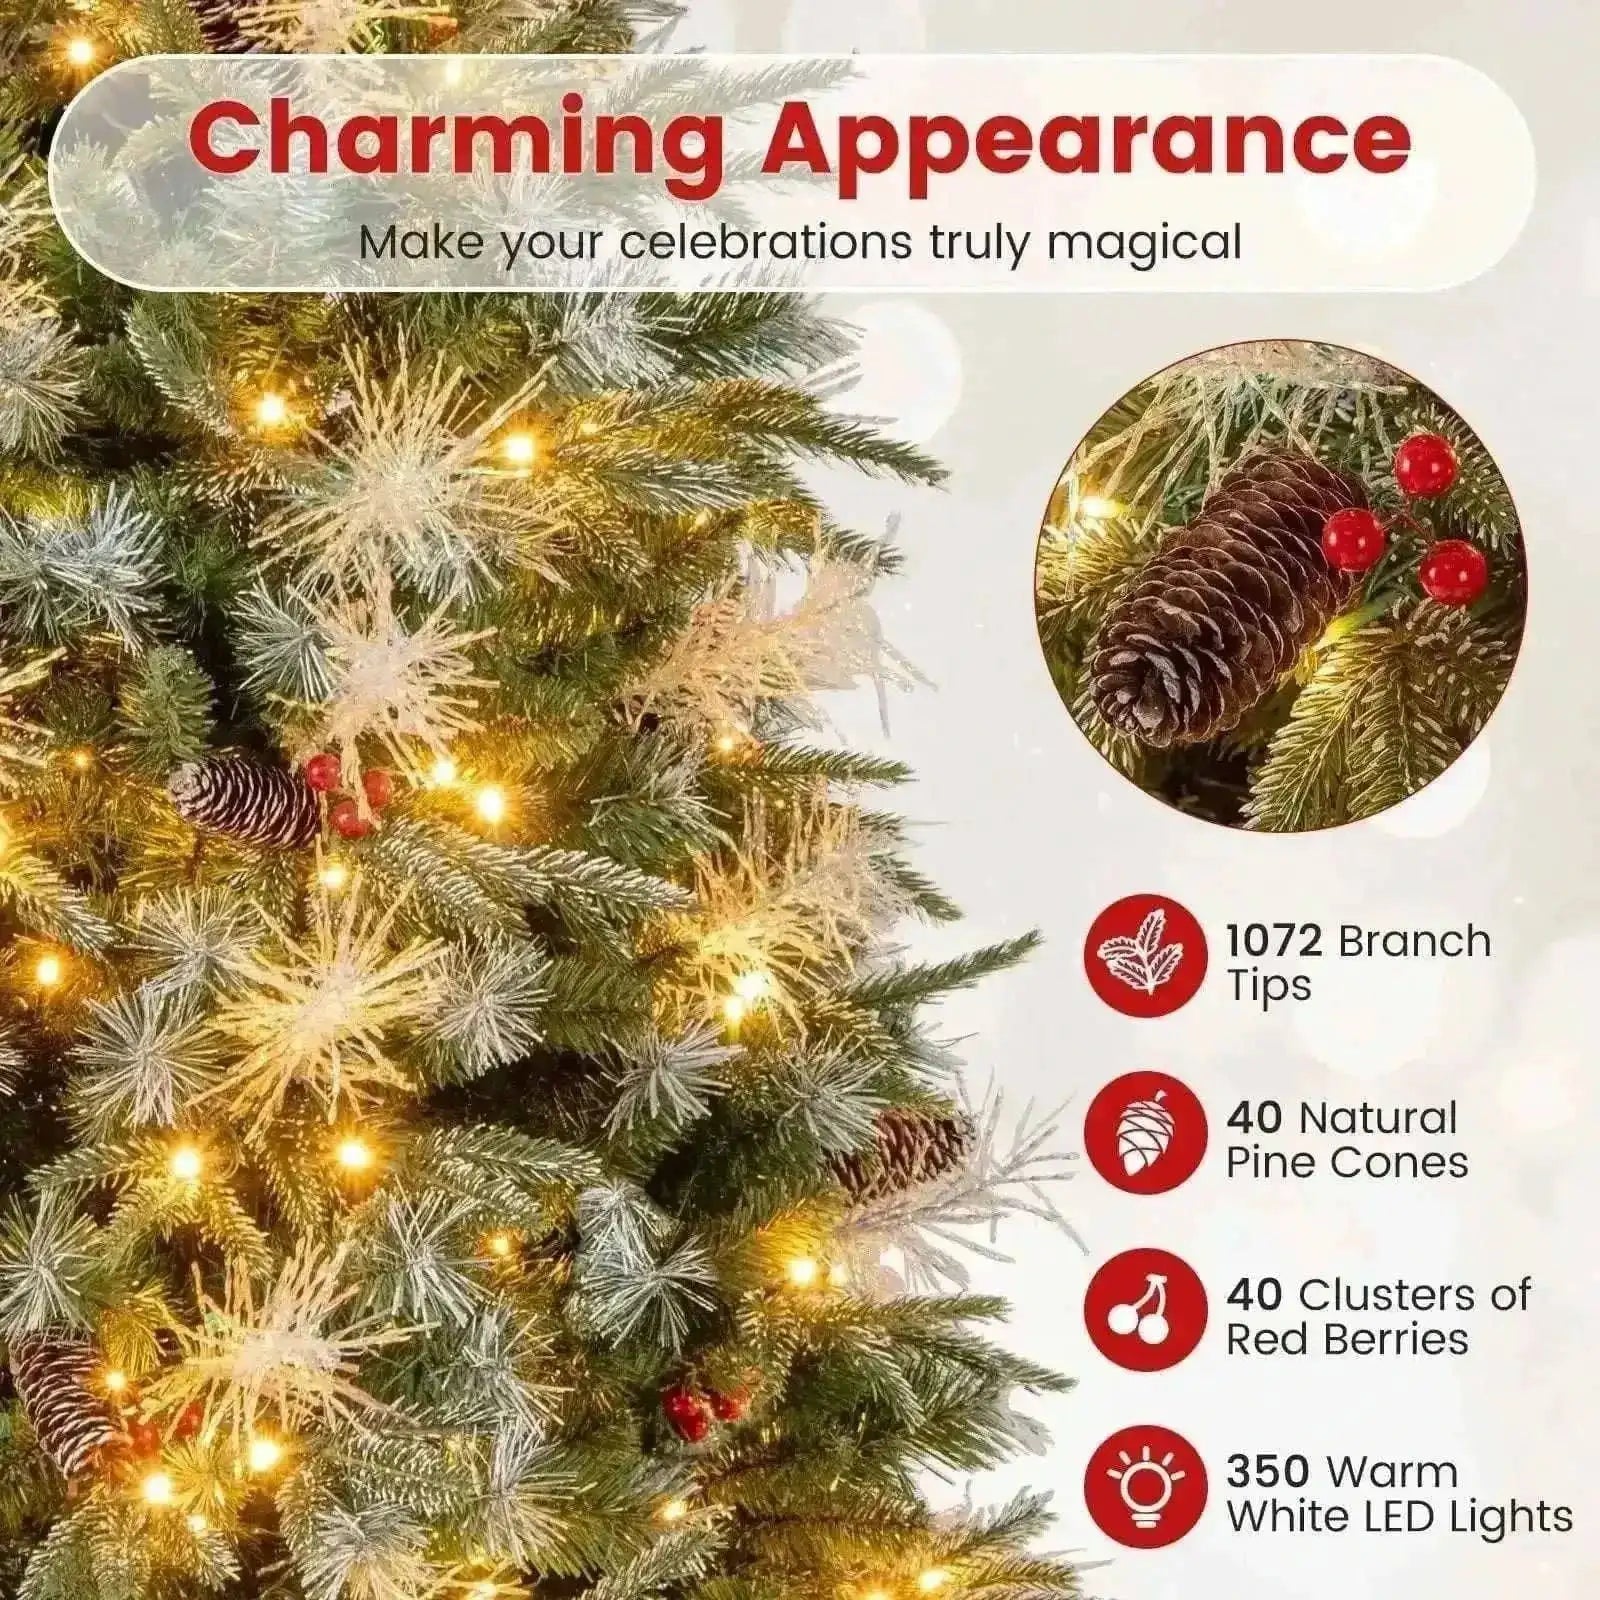 Charming Appearance
Make your celebrations truly magical
1072 Branch
Tips
40 Natural
Pine Cones
40 Clusters of
Red Berries
350 Warm
White LED Lights